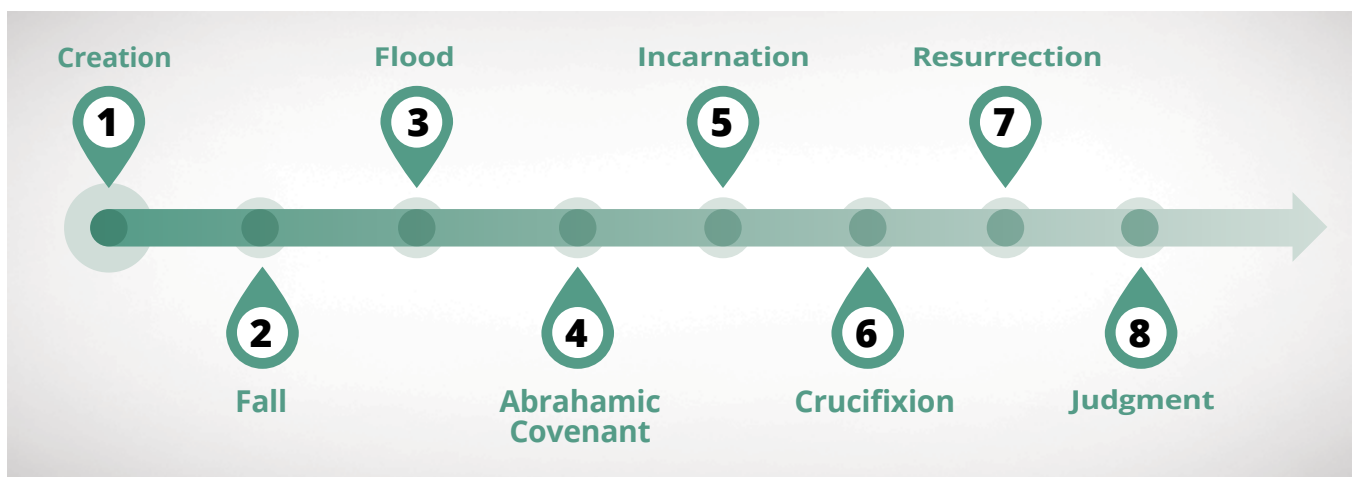 Creation
Flood
Incarnation
Resurrection
1
3
5
7
2
4
6
8
Fall
Abrahamic
Covenant
Crucifixion
Judgment